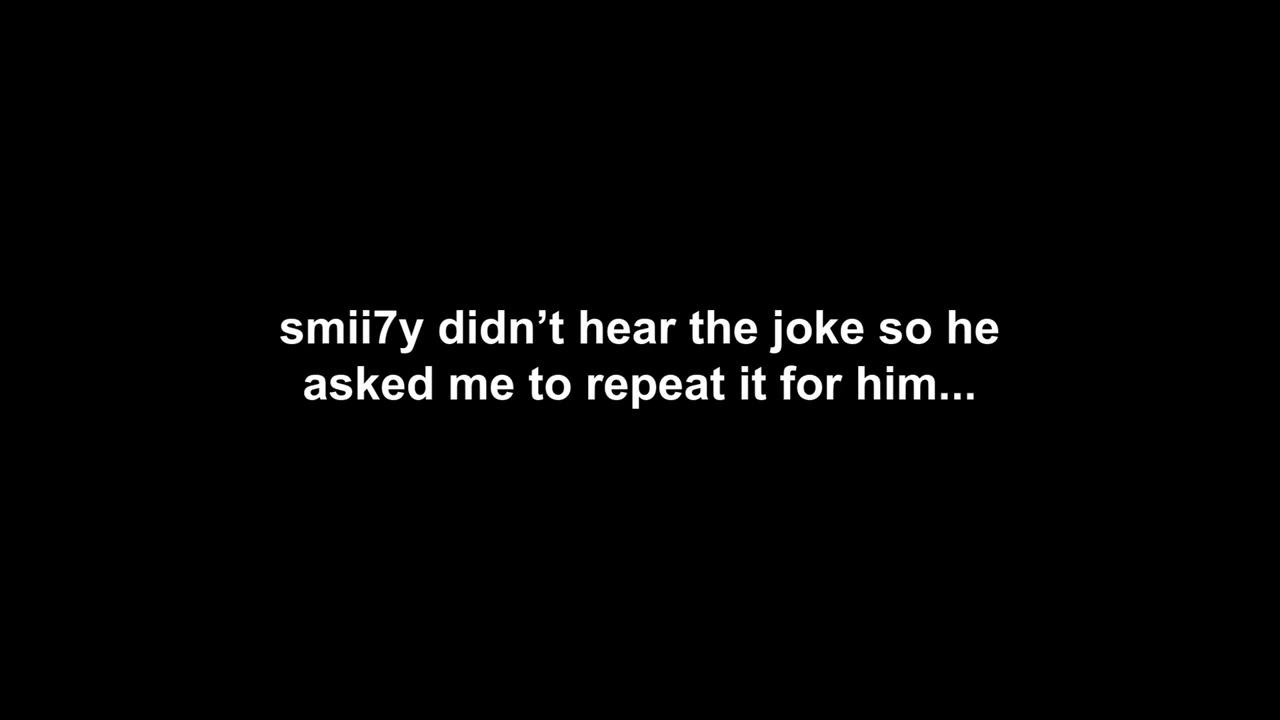 smii7y didn’t hear the joke so he
asked me to repeat it for him...